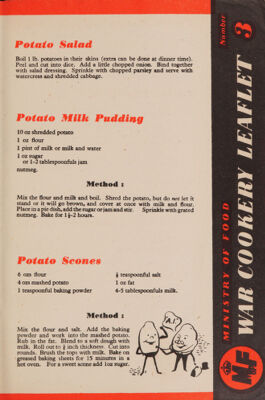 Potato Salad
Boil 1 lb. potatoes in their skins (extra can be done at dinner time).
Peel and cut into dice. Add a little chopped onion. Bind together
with salad dressing. Sprinkle with chopped parsley and serve with
watercress and shredded cabbage.
Potato Milk Pudding
10 oz shredded potato
1 oz flour
1 pint of milk or milk and water
1 oz sugar
or 1-2 tablespoonfuls jam
nutmeg.
Method :
Mix the flour and milk and boil. Shred the potato, but do not let it
stand or it will go brown, and cover at once with milk and flour.
Place in a pie dish, add the sugar or jam and stir. Sprinkle with grated
nutmeg. Bake for 1½-2 hours.
Potato Scones
6 ozs flour
4 ozs mashed potato
1 teaspoonful baking powder
teaspoonful salt
1 oz fat
4-5 tablespoonfuls milk.
Method :
Mix the flour and salt. Add the baking
powder and work into the mashed potato.
Rub in the fat. Blend to a soft dough with
milk. Roll out to ½ inch thickness. Cut into
rounds. Brush the tops with milk. Bake on
greased baking sheets for 15 minutes in a
hot oven. For a sweet scone add 1oz sugar.
A.1
Number 3
MINISTRY OF FOOD
WAR COOKERY LEAFLET
MF